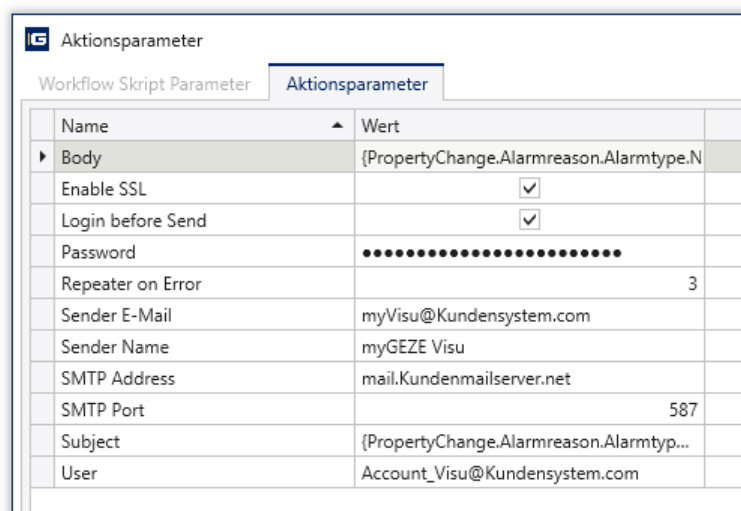 IG Aktionsparameter
Workflow Skript Parameter Aktionsparameter
Name Wert
Body {PropertyChange.Alarmreason.Alarmtype.N
Enable SSL
Login before Send
Password ●●●●●●●●●●●●●●●●●●●●●●●●
Repeater on Error 3
Sender E-Mail myVisu@Kundensystem.com
Sender Name myGEZE Visu
SMTP Address mail.Kundenmailserver.net
SMTP Port 587
Subject {PropertyChange.Alarmreason.Alarmtyp...
User Account_Visu@Kundensystem.com